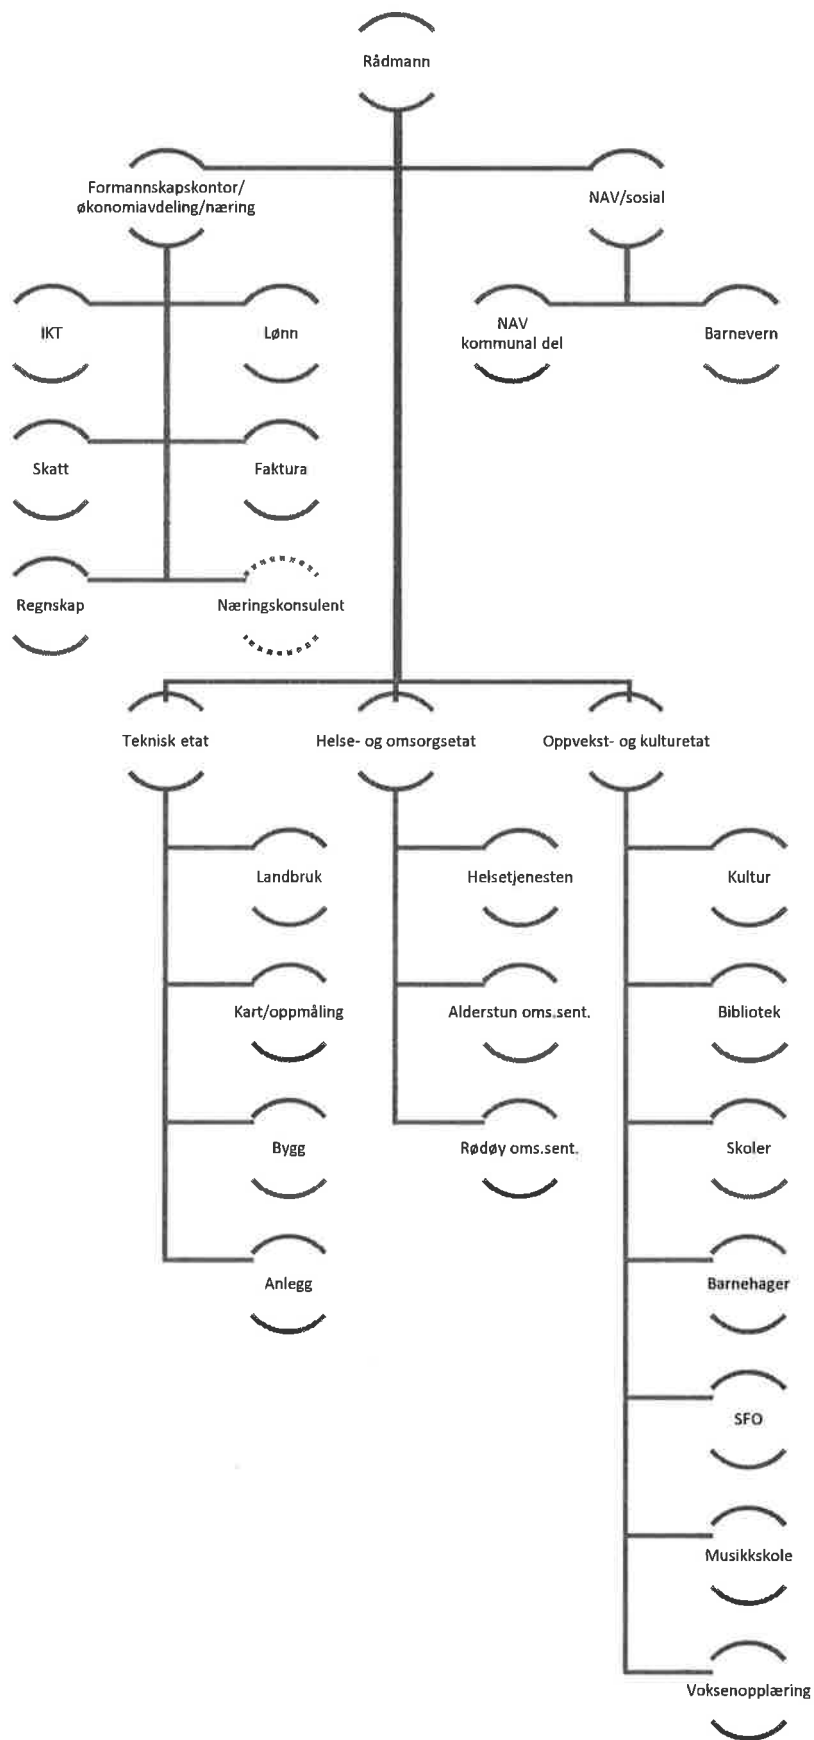 Rådmann
Formannskapskontor/
økonomiavdeling/næring
NAV/sosial
IKT
Lønn
NAV
kommunal del
Barnevern
Skatt
Faktura
Regnskap
Næringskonsulent
Teknisk etat
Helse- og omsorgsetat
Oppvekst- og kulturetat
Landbruk
Helsetjenesten
Kultur
Kart/oppmåling
Alderstun oms.sent.
Bibliotek
Bygg
Rødøy oms.sent.
Skoler
Anlegg
Barnehager
SFO
Musikkskole
Voksenopplæring